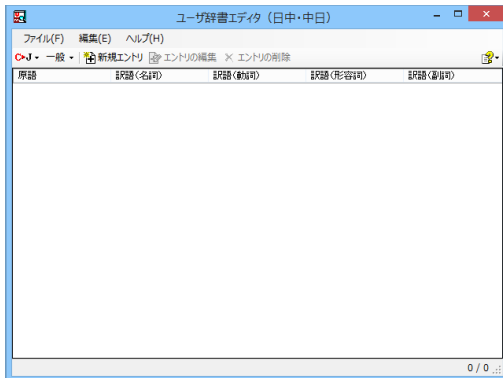 ユーザ辞書エディタ（日中・中日）
ファイル(F) 編集(E) ヘルプ(H)
C▸J 一般 新規エントリ エントリの編集 エントリの削除
原語 訳語(名詞) 訳語(動詞) 訳語(形容詞) 訳語(副詞)
0 / 0